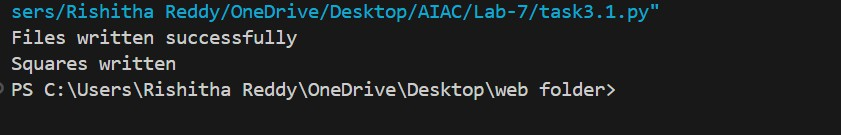 sers/Rishitha Reddy/OneDrive/Desktop/AIAC/Lab-7/task3.1.py"
Files written successfully
Squares written
PS C:\Users\Rishitha Reddy\OneDrive\Desktop\web folder>